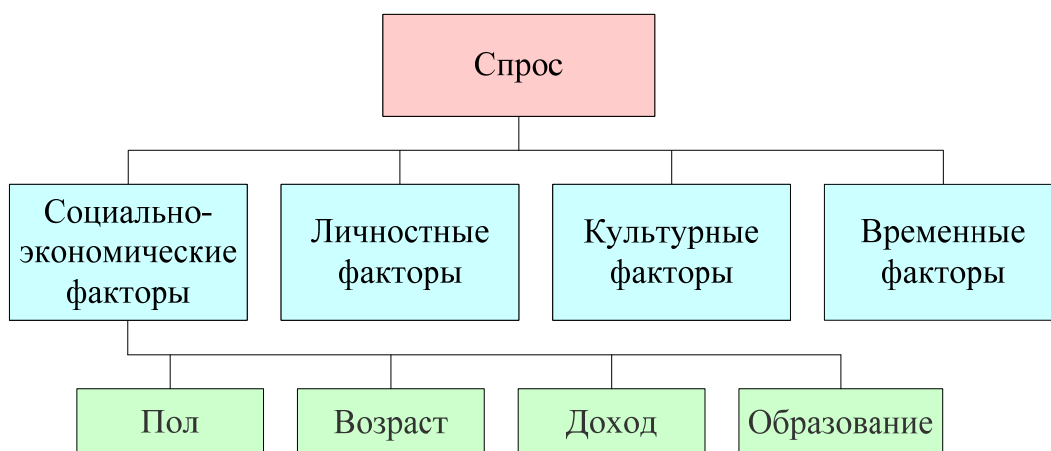 Спрос
Социально-
экономические
факторы
Личностные
факторы
Культурные
факторы
Временные
факторы
Пол
Возраст
Доход
Образование